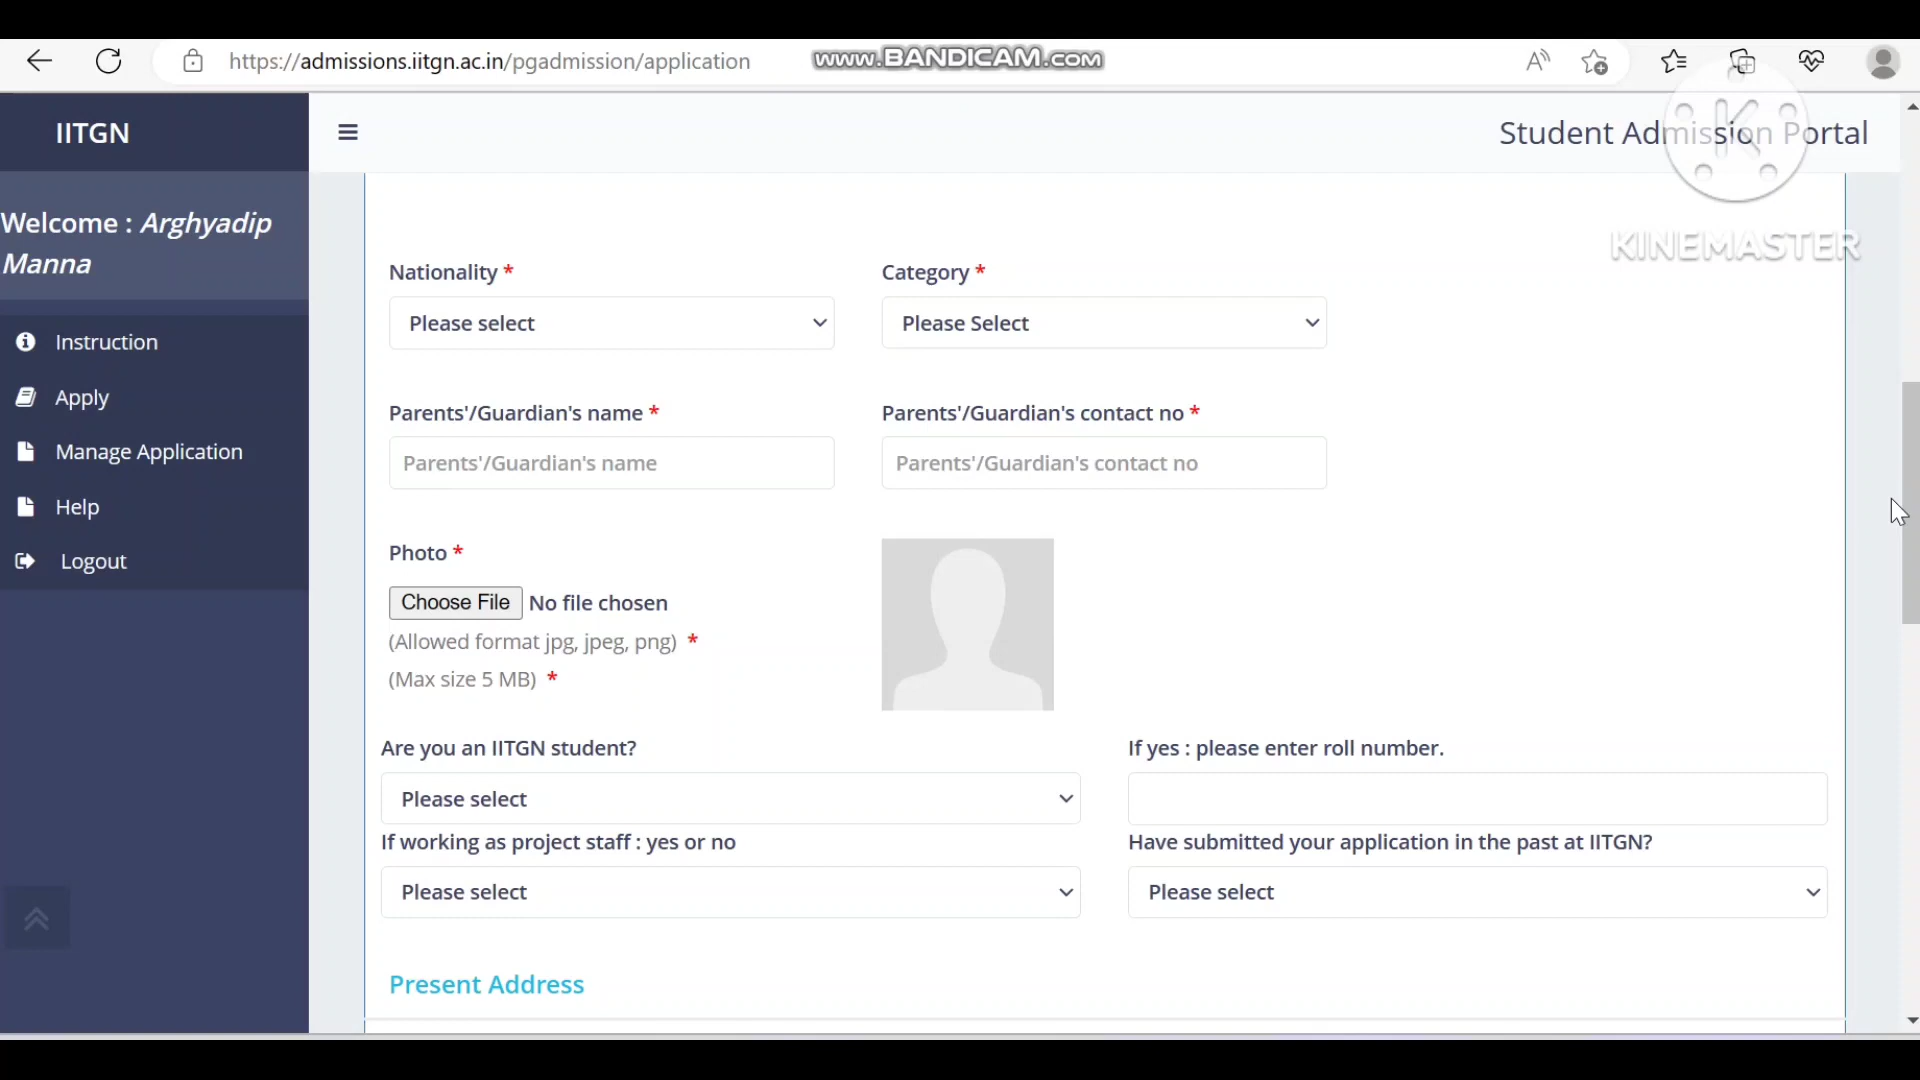 https://admissions.iitgn.ac.in/pgadmission/application
www.BANDICAM.com
IITGN
Student Admission Portal
KINEMASTER
Welcome : Arghyadip
Manna
Instruction
Apply
Manage Application
Help
Logout
Nationality *
Category *
Please select
Please Select
Parents'/Guardian's name *
Parents'/Guardian's contact no *
Parents'/Guardian's name
Parents'/Guardian's contact no
Photo *
Choose File No file chosen
(Allowed format jpg, jpeg, png) *
(Max size 5 MB) *
Are you an IITGN student?
If yes : please enter roll number.
Please select
If working as project staff : yes or no
Have submitted your application in the past at IITGN?
Please select
Please select
Present Address